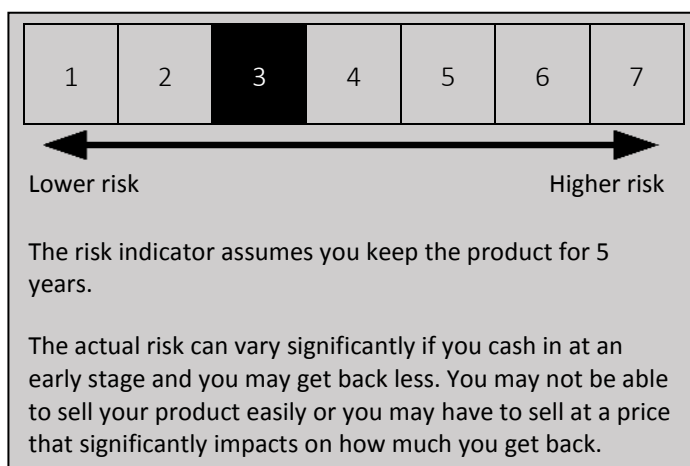 1 2 3 4 5 6 7
Lower risk Higher risk
The risk indicator assumes you keep the product for 5
years.
The actual risk can vary significantly if you cash in at an
early stage and you may get back less. You may not be able
to sell your product easily or you may have to sell at a price
that significantly impacts on how much you get back.